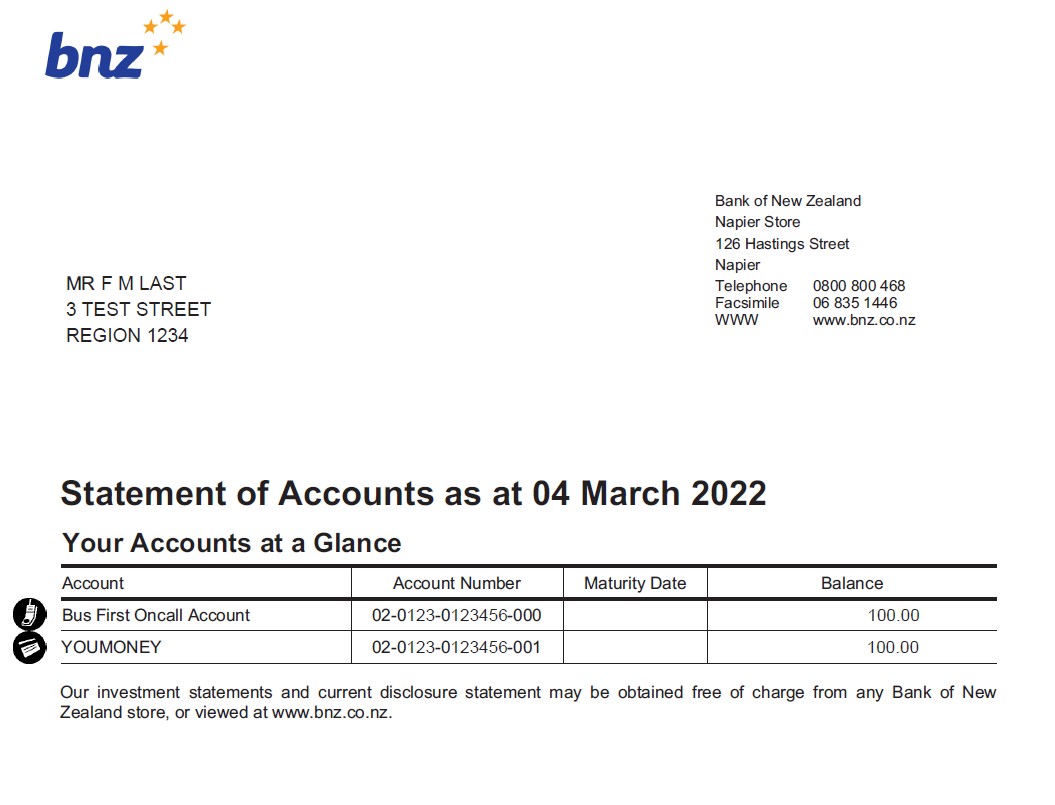 bnz
Bank of New Zealand
Napier Store
126 Hastings Street
Napier
Telephone 0800 800 468
Facsimile 06 835 1446
WWW www.bnz.co.nz
MR F M LAST
3 TEST STREET
REGION 1234
Statement of Accounts as at 04 March 2022
Your Accounts at a Glance
Account Account Number Maturity Date Balance
Bus First Oncall Account 02-0123-0123456-000 100.00
YOUMONEY 02-0123-0123456-001 100.00
Our investment statements and current disclosure statement may be obtained free of charge from any Bank of New
Zealand store, or viewed at www.bnz.co.nz.